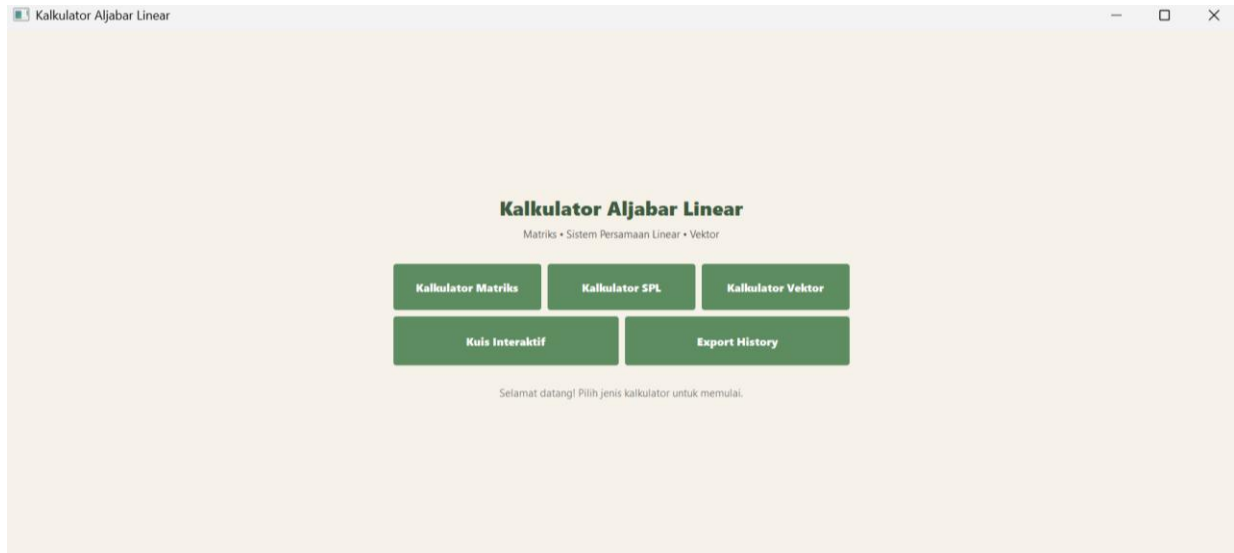 Kalkulator Aljabar Linear
Kalkulator Aljabar Linear
Matriks • Sistem Persamaan Linear • Vektor
Kalkulator Matriks Kalkulator SPL Kalkulator Vektor
Kuis Interaktif Export History
Selamat datang! Pilih jenis kalkulator untuk memulai.